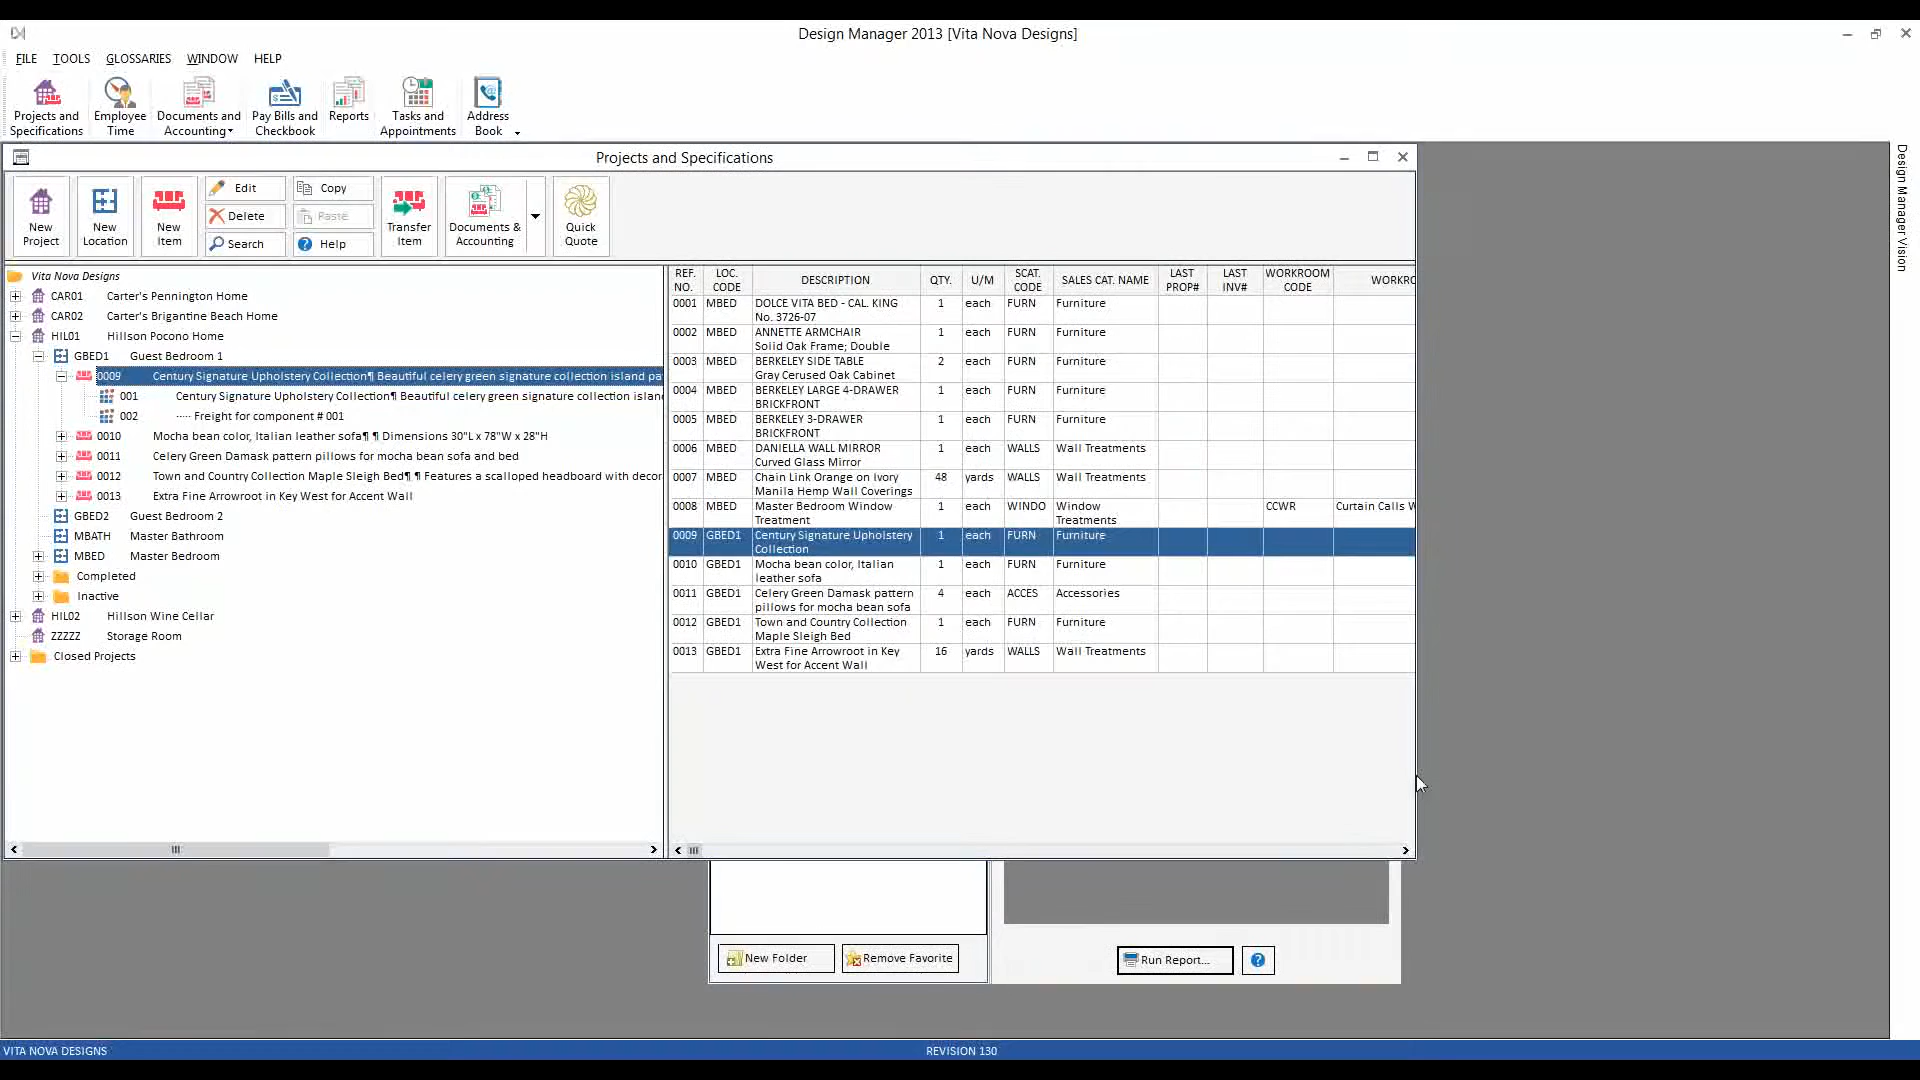 Design Manager 2013 [Vita Nova Designs]
FILE TOOLS GLOSSARIES WINDOW HELP
Projects and Specifications
Employee Time
Documents and Accounting
Pay Bills and Checkbook
Reports
Tasks and Appointments
Address Book
Design Manager Vision
Projects and Specifications
New Project
New Location
New Item
Edit
Delete
Search
Copy
Paste
Help
Transfer Item
Documents & Accounting
Quick Quote
Vita Nova Designs
CAR01 Carter's Pennington Home
CAR02 Carter's Brigantine Beach Home
HIL01 Hillson Pocono Home
GBED1 Guest Bedroom 1
0009 Century Signature Upholstery Collection¶ Beautiful celery green signature collection island pa
001 Century Signature Upholstery Collection¶ Beautiful celery green signature collection island
002 ····· Freight for component # 001
0010 Mocha bean color, Italian leather sofa¶ ¶ Dimensions 30"L x 78"W x 28"H
0011 Celery Green Damask pattern pillows for mocha bean sofa and bed
0012 Town and Country Collection Maple Sleigh Bed¶ ¶ Features a scalloped headboard with decor
0013 Extra Fine Arrowroot in Key West for Accent Wall
GBED2 Guest Bedroom 2
MBATH Master Bathroom
MBED Master Bedroom
Completed
Inactive
HIL02 Hillson Wine Cellar
ZZZZZ Storage Room
Closed Projects
REF. NO. LOC. CODE DESCRIPTION QTY. U/M SCAT. CODE SALES CAT. NAME LAST PROP# LAST INV# WORKROOM CODE WORKRO
0001 MBED DOLCE VITA BED - CAL. KING 1 each FURN Furniture
No. 3726-07
0002 MBED ANNETTE ARMCHAIR 1 each FURN Furniture
Solid Oak Frame; Double
0003 MBED BERKELEY SIDE TABLE 2 each FURN Furniture
Gray Cerused Oak Cabinet
0004 MBED BERKELEY LARGE 4-DRAWER 1 each FURN Furniture
BRICKFRONT
0005 MBED BERKELEY 3-DRAWER 1 each FURN Furniture
BRICKFRONT
0006 MBED DANIELLA WALL MIRROR 1 each WALLS Wall Treatments
Curved Glass Mirror
0007 MBED Chain Link Orange on Ivory 48 yards WALLS Wall Treatments
Manila Hemp Wall Coverings
0008 MBED Master Bedroom Window 1 each WINDO Window CCWR Curtain Calls W
Treatment Treatments
0009 GBED1 Century Signature Upholstery 1 each FURN Furniture
Collection
0010 GBED1 Mocha bean color, Italian 1 each FURN Furniture
leather sofa
0011 GBED1 Celery Green Damask pattern 4 each ACCES Accessories
pillows for mocha bean sofa
0012 GBED1 Town and Country Collection 1 each FURN Furniture
Maple Sleigh Bed
0013 GBED1 Extra Fine Arrowroot in Key 16 yards WALLS Wall Treatments
West for Accent Wall
New Folder
Remove Favorite
Run Report...
VITA NOVA DESIGNS
REVISION 130